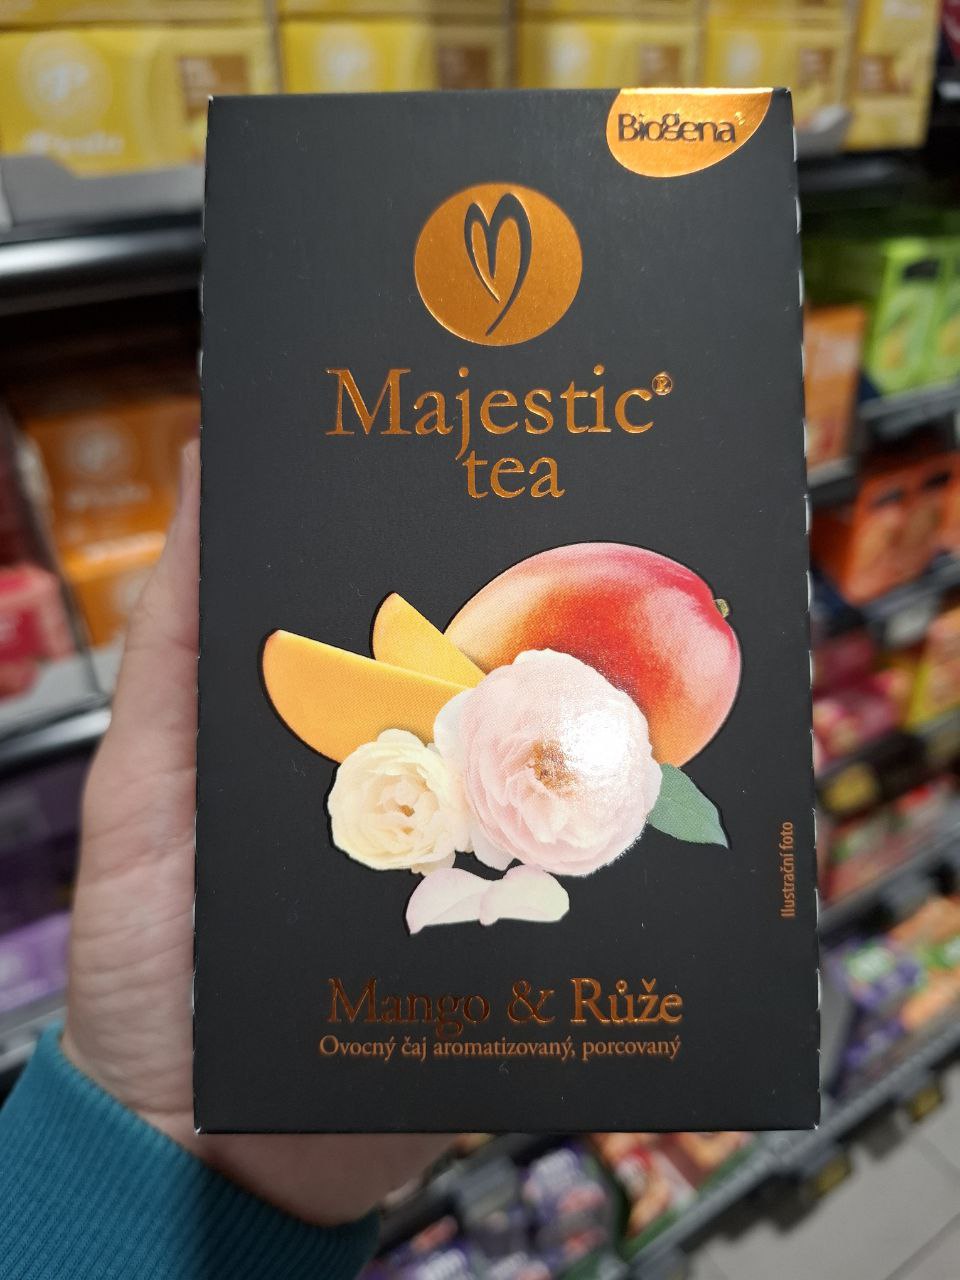 Biogena
Majestic®
tea
Ilustrační foto
Mango & Růže
Ovocný čaj aromatizovaný, porcovaný